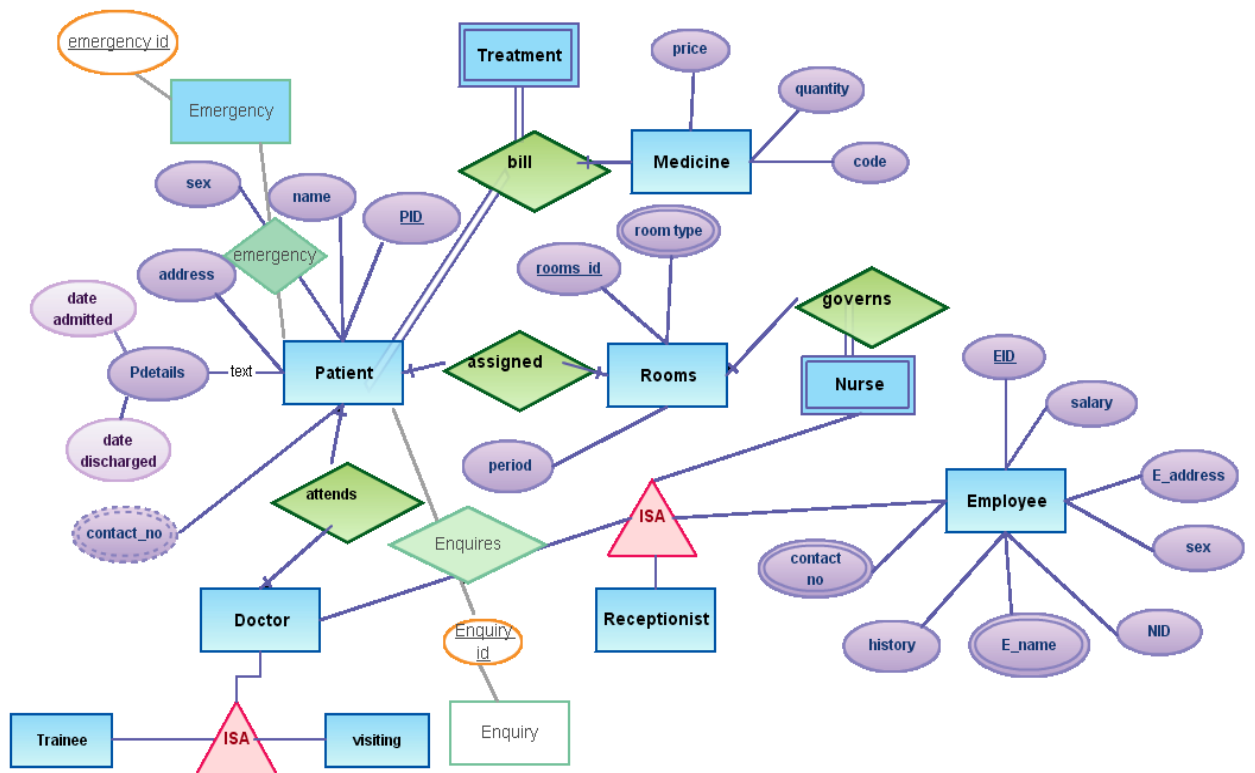 emergency id
Treatment
price
Emergency
quantity
bill
Medicine
code
sex
name
PID
room type
emergency
address
rooms_id
date
admitted
governs
EID
Pdetails
text
Patient
assigned
Rooms
Nurse
salary
date
discharged
period
E_address
attends
Employee
contact_no
ISA
Enquires
contact
no
sex
Doctor
Receptionist
Enquiry
id
history
E_name
NID
Trainee
ISA
visiting
Enquiry